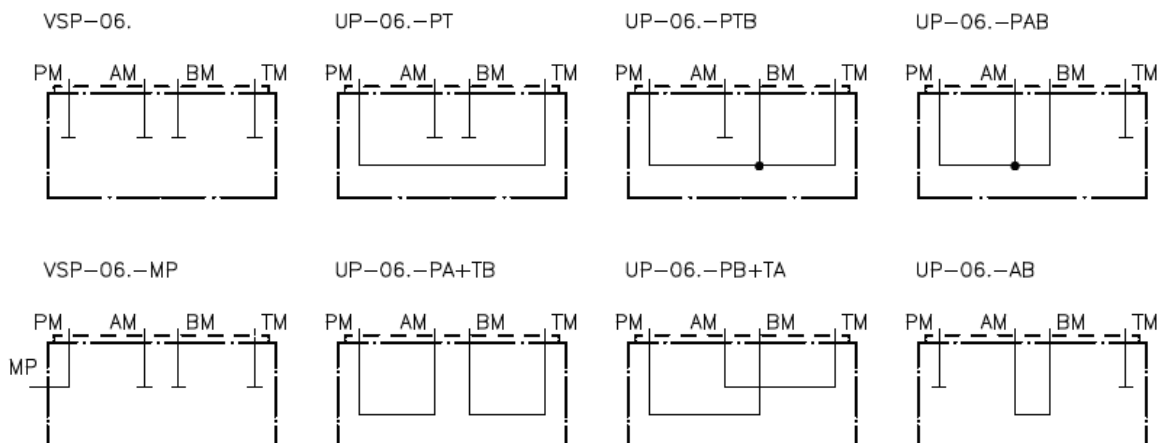 VSP-06. UP-06.-PT UP-06.-PTB UP-06.-PAB
PM AM BM TM PM AM BM TM PM AM BM TM PM AM BM TM
VSP-06.-MP UP-06.-PA+TB UP-06.-PB+TA UP-06.-AB
PM AM BM TM PM AM BM TM PM AM BM TM PM AM BM TM
MP